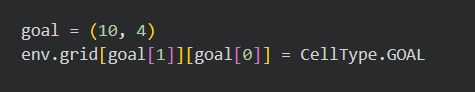 goal = (10, 4)
env.grid[goal[1]][goal[0]] = CellType.GOAL